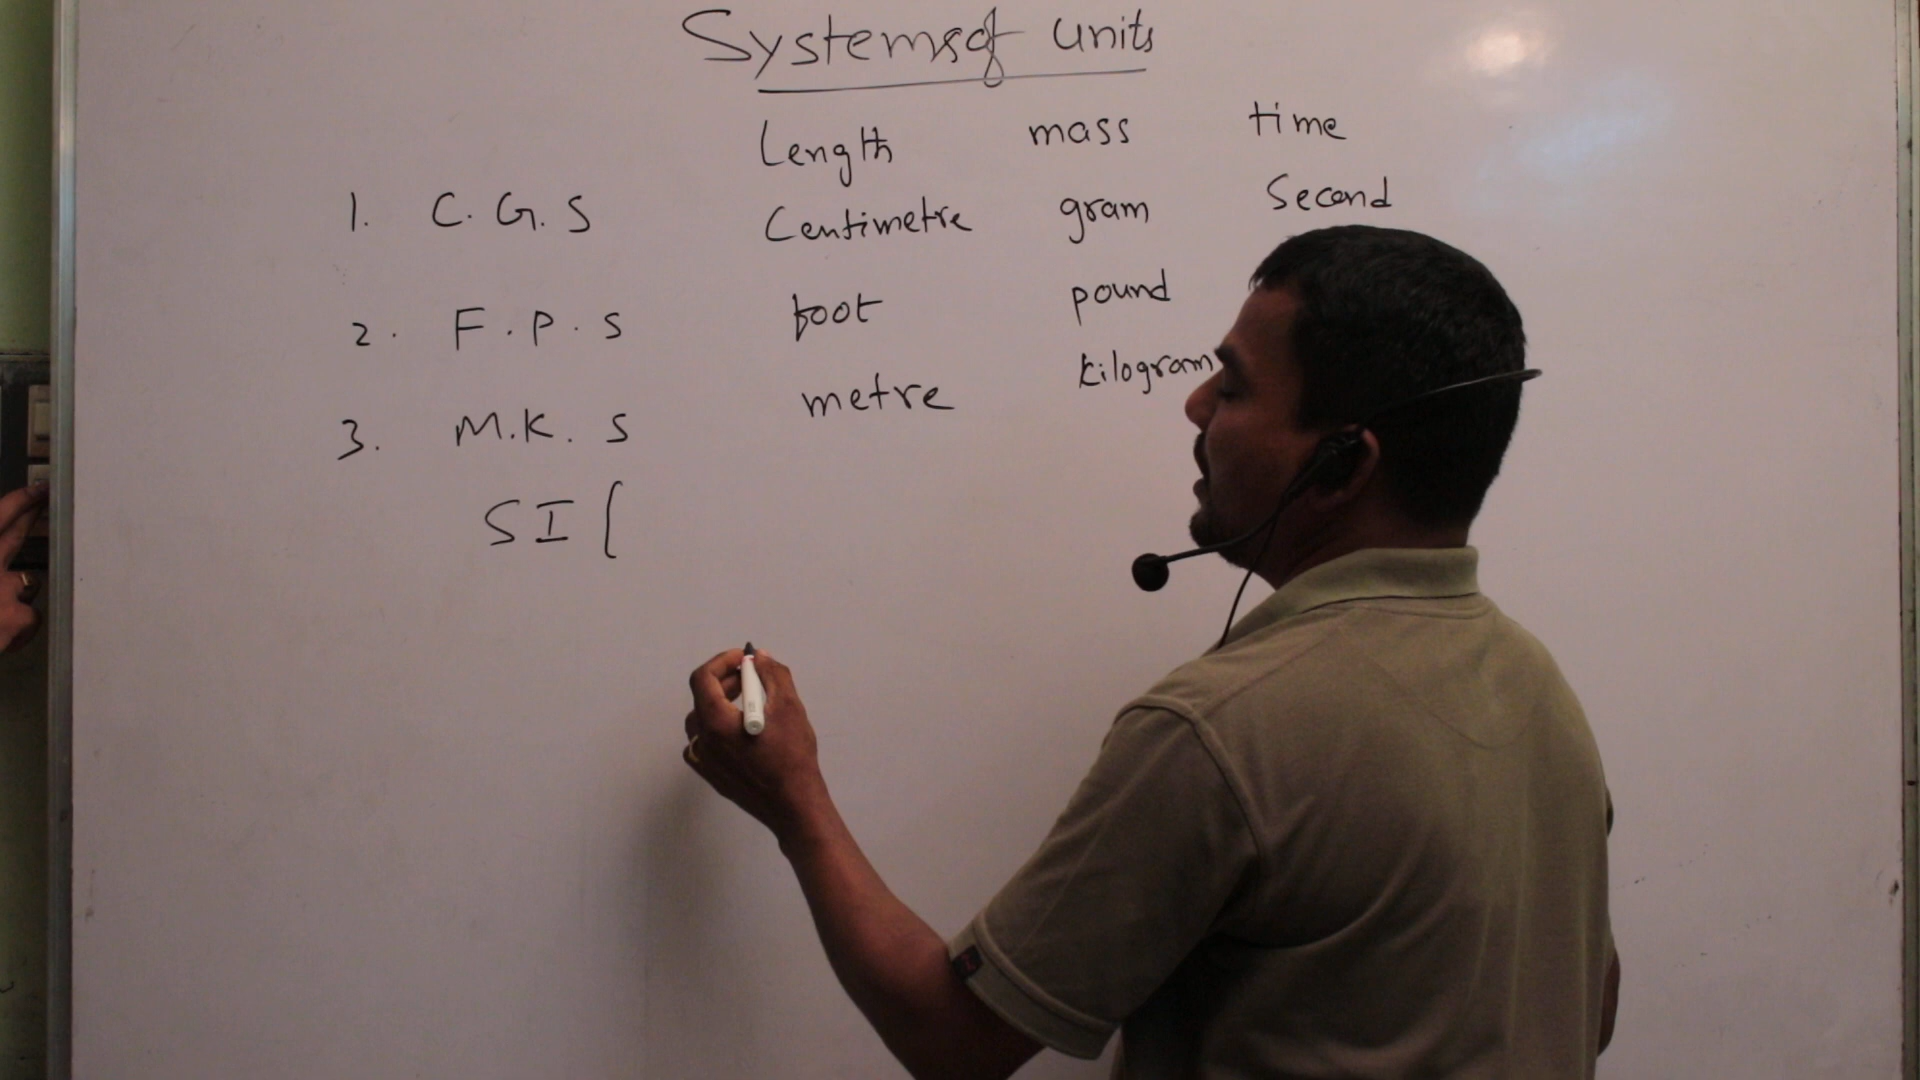 Systems of units
Length mass time
1. C. G. S Centimetre gram Second
2. F. P. S foot pound
3. M.K. S metre kilogram
SI (